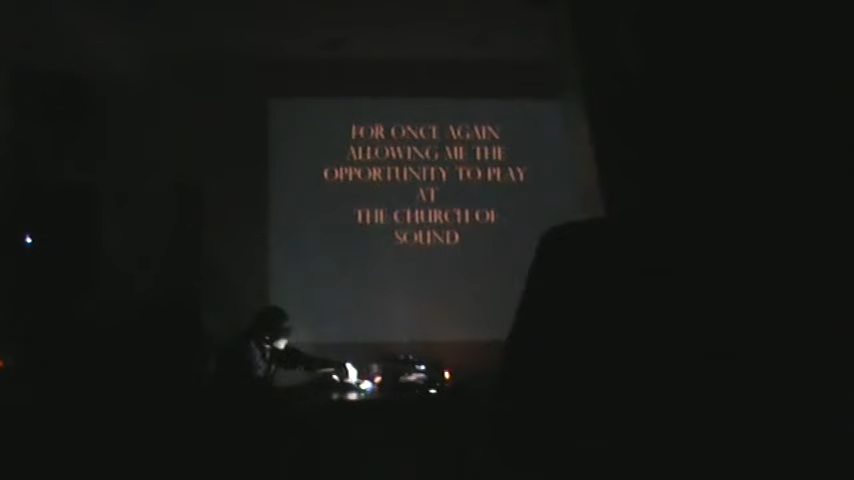 FOR ONCE AGAIN
ALLOWING ME THE
OPPORTUNITY TO PLAY
AT
THE CHURCH OF
SOUND